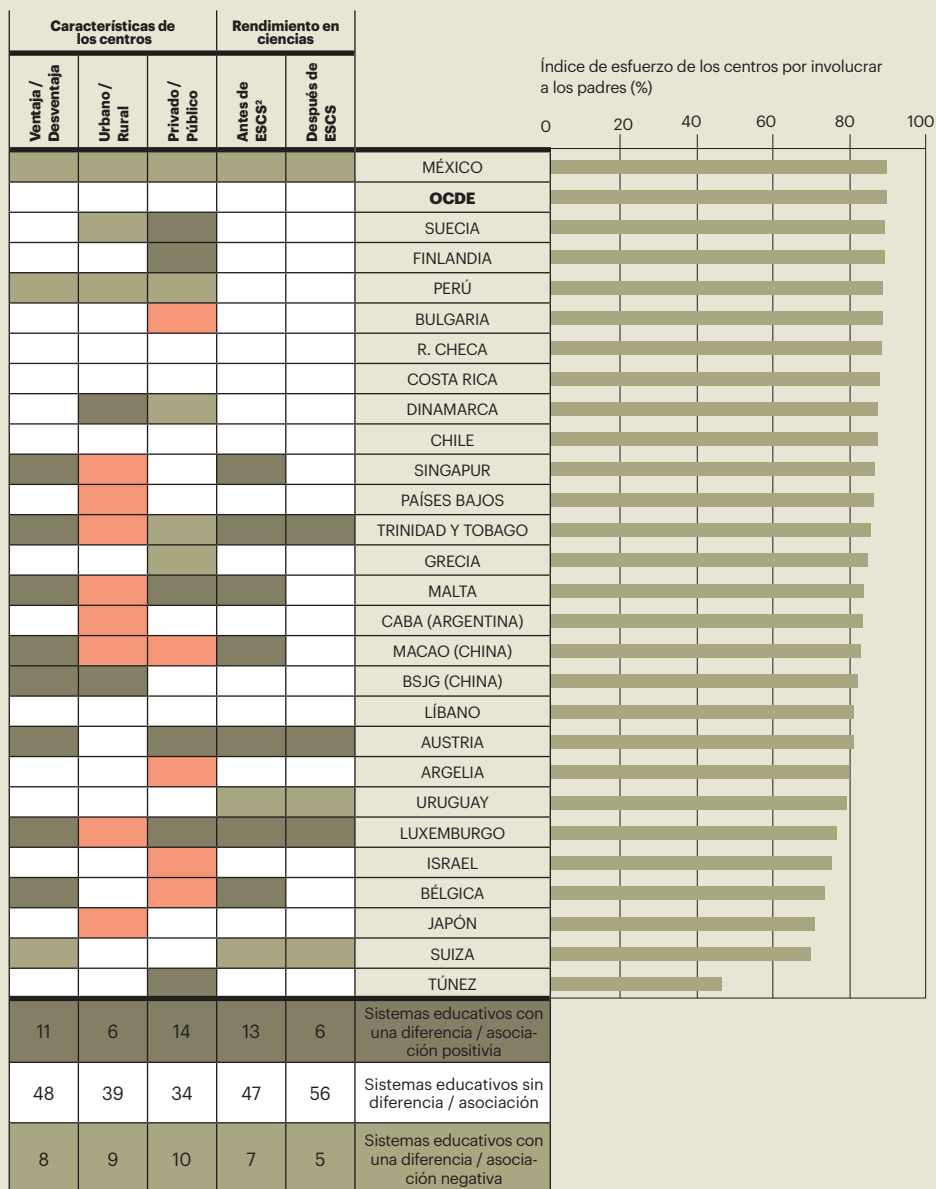 Características de
los centros
Rendimiento en
ciencias
Ventaja /
Desventaja
Urbano /
Rural
Privado /
Público
Antes de
ESCS²
Después de
ESCS
Índice de esfuerzo de los centros por involucrar
a los padres (%)
0 20 40 60 80 100
MÉXICO
OCDE
SUECIA
FINLANDIA
PERÚ
BULGARIA
R. CHECA
COSTA RICA
DINAMARCA
CHILE
SINGAPUR
PAÍSES BAJOS
TRINIDAD Y TOBAGO
GRECIA
MALTA
CABA (ARGENTINA)
MACAO (CHINA)
BSJG (CHINA)
LÍBANO
AUSTRIA
ARGELIA
URUGUAY
LUXEMBURGO
ISRAEL
BÉLGICA
JAPÓN
SUIZA
TÚNEZ
11 6 14 13 6
Sistemas educativos con
una diferencia / asocia-
ción positivia
48 39 34 47 56
Sistemas educativos sin
diferencia / asociación
8 9 10 7 5
Sistemas educativos con
una diferencia / asocia-
ción negativa